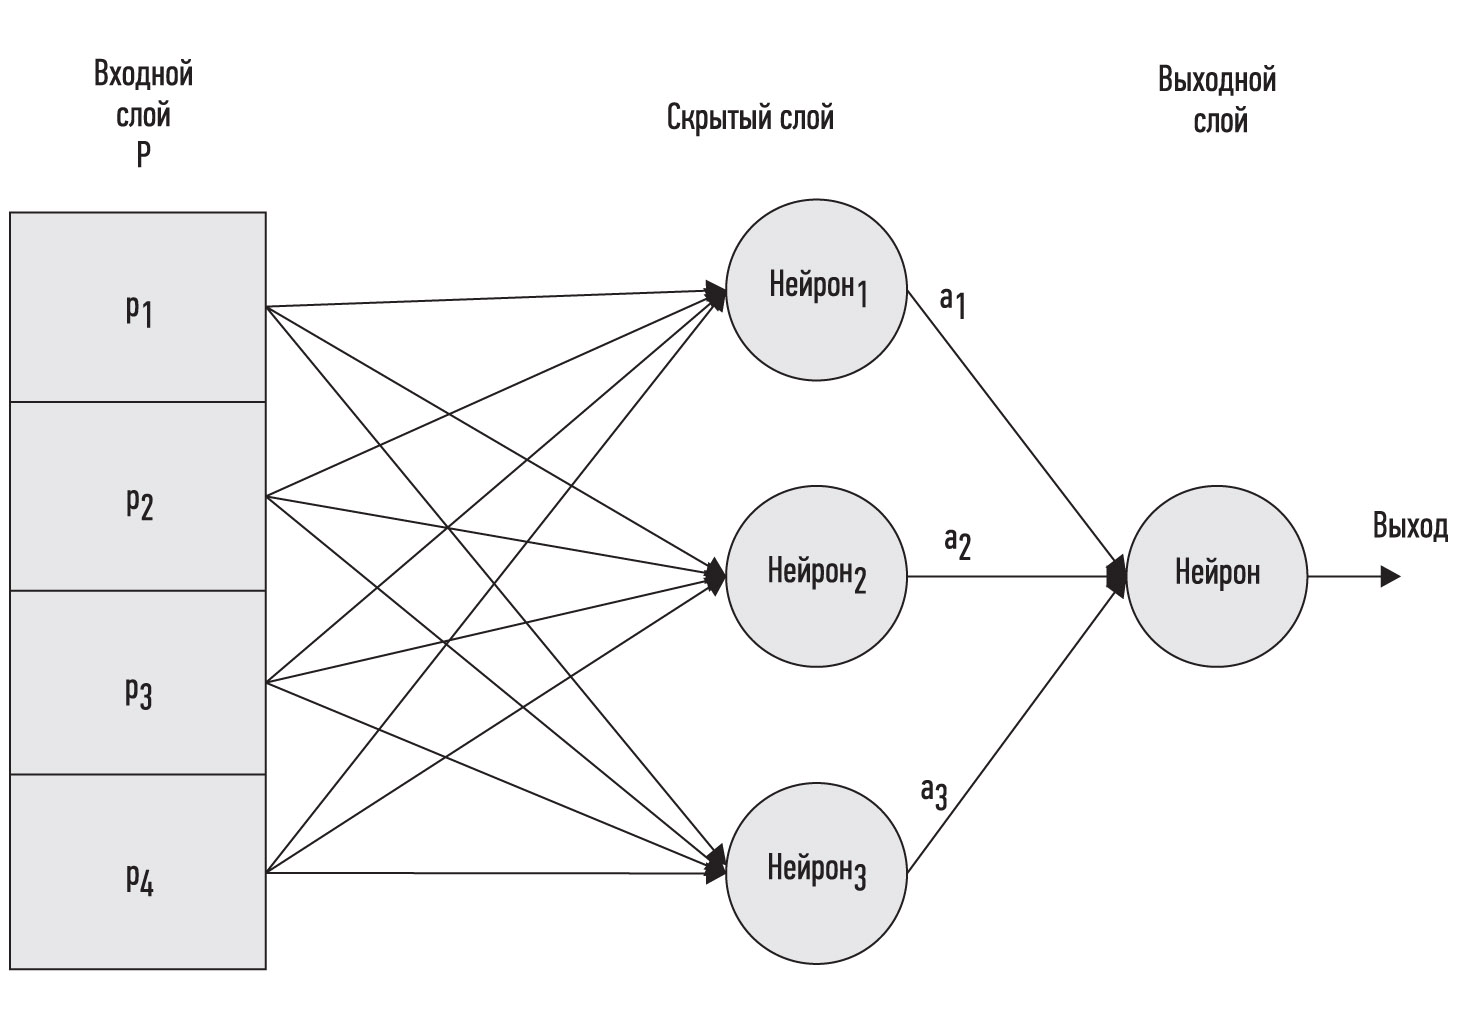 Входной
слой
P
Скрытый слой
Выходной
слой
p1
p2
p3
p4
Нейрон1
Нейрон2
Нейрон3
a1
a2
a3
Нейрон
Выход